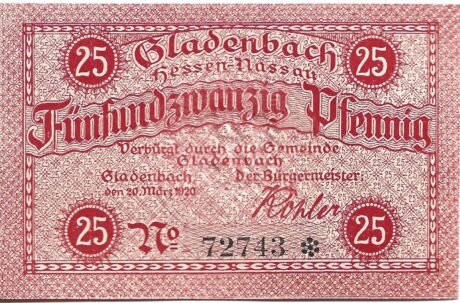 25 Gladenbach 25
Hessen-Nassau
Fünfundzwanzig Pfennig
Verbürgt durch die Gemeinde
Gladenbach
Gladenbach, der Bürgermeister:
den 20. März 1920
Köhler
25 No 72743 * 25